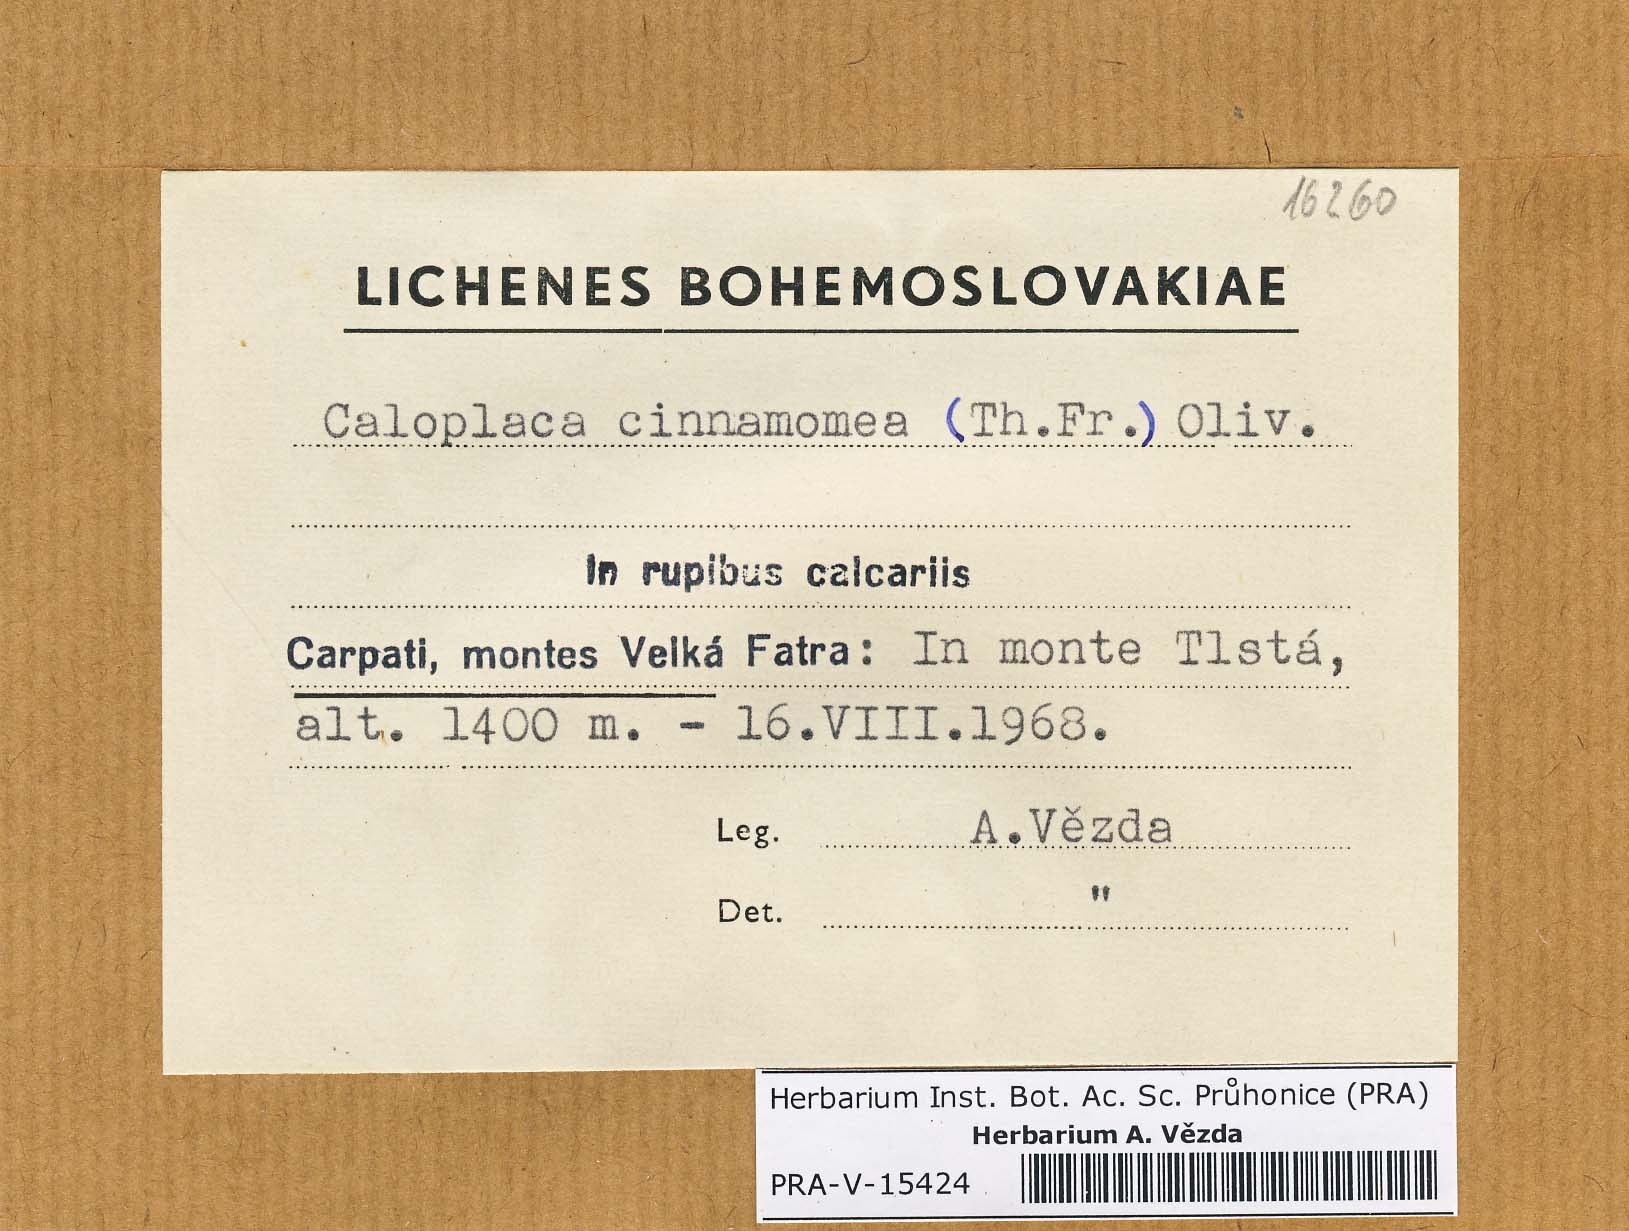 16260
LICHENES BOHEMOSLOVAKIAE
Caloplaca cinnamomea (Th.Fr.) Oliv.
In rupibus calcariis
Carpati, montes Velká Fatra: In monte Tlstá,
alt. 1400 m. - 16.VIII.1968.
Leg. A.Vězda
Det. "
Herbarium Inst. Bot. Ac. Sc. Průhonice (PRA)
Herbarium A. Vězda
PRA-V-15424